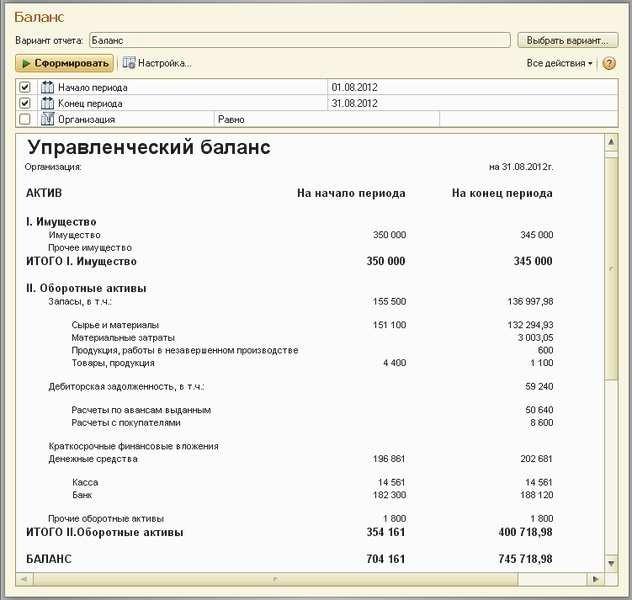 Баланс
Вариант отчета: Баланс Выбрать вариант...
Сформировать Настройка... Все действия ?
Начало периода 01.08.2012
Конец периода 31.08.2012
Организация Равно
Управленческий баланс
Организация: на 31.08.2012г.
АКТИВ На начало периода На конец периода
I. Имущество
Имущество 350 000 345 000
Прочее имущество
ИТОГО I. Имущество 350 000 345 000
II. Оборотные активы
Запасы, в т.ч.: 155 500 136 997,98
Сырье и материалы 151 100 132 294,93
Материальные затраты 3 003,05
Продукция, работы в незавершенном производстве 600
Товары, продукция 4 400 1 100
Дебиторская задолженность, в т.ч.: 59 240
Расчеты по авансам выданным 50 640
Расчеты с покупателями 8 600
Краткосрочные финансовые вложения
Денежные средства 196 861 202 681
Касса 14 561 14 561
Банк 182 300 188 120
Прочие оборотные активы 1 800 1 800
ИТОГО II.Оборотные активы 354 161 400 718,98
БАЛАНС 704 161 745 718,98